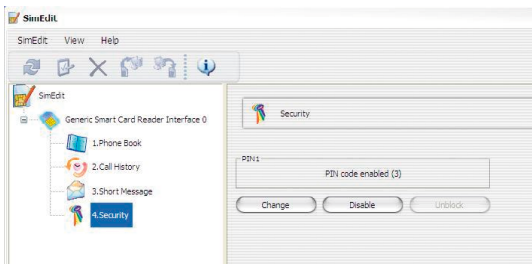 SimEdit
SimEdit View Help
SimEdit
Generic Smart Card Reader Interface 0
1.Phone Book
2.Call History
3.Short Message
4.Security
Security
PIN1
PIN code enabled (3)
Change Disable Unblock